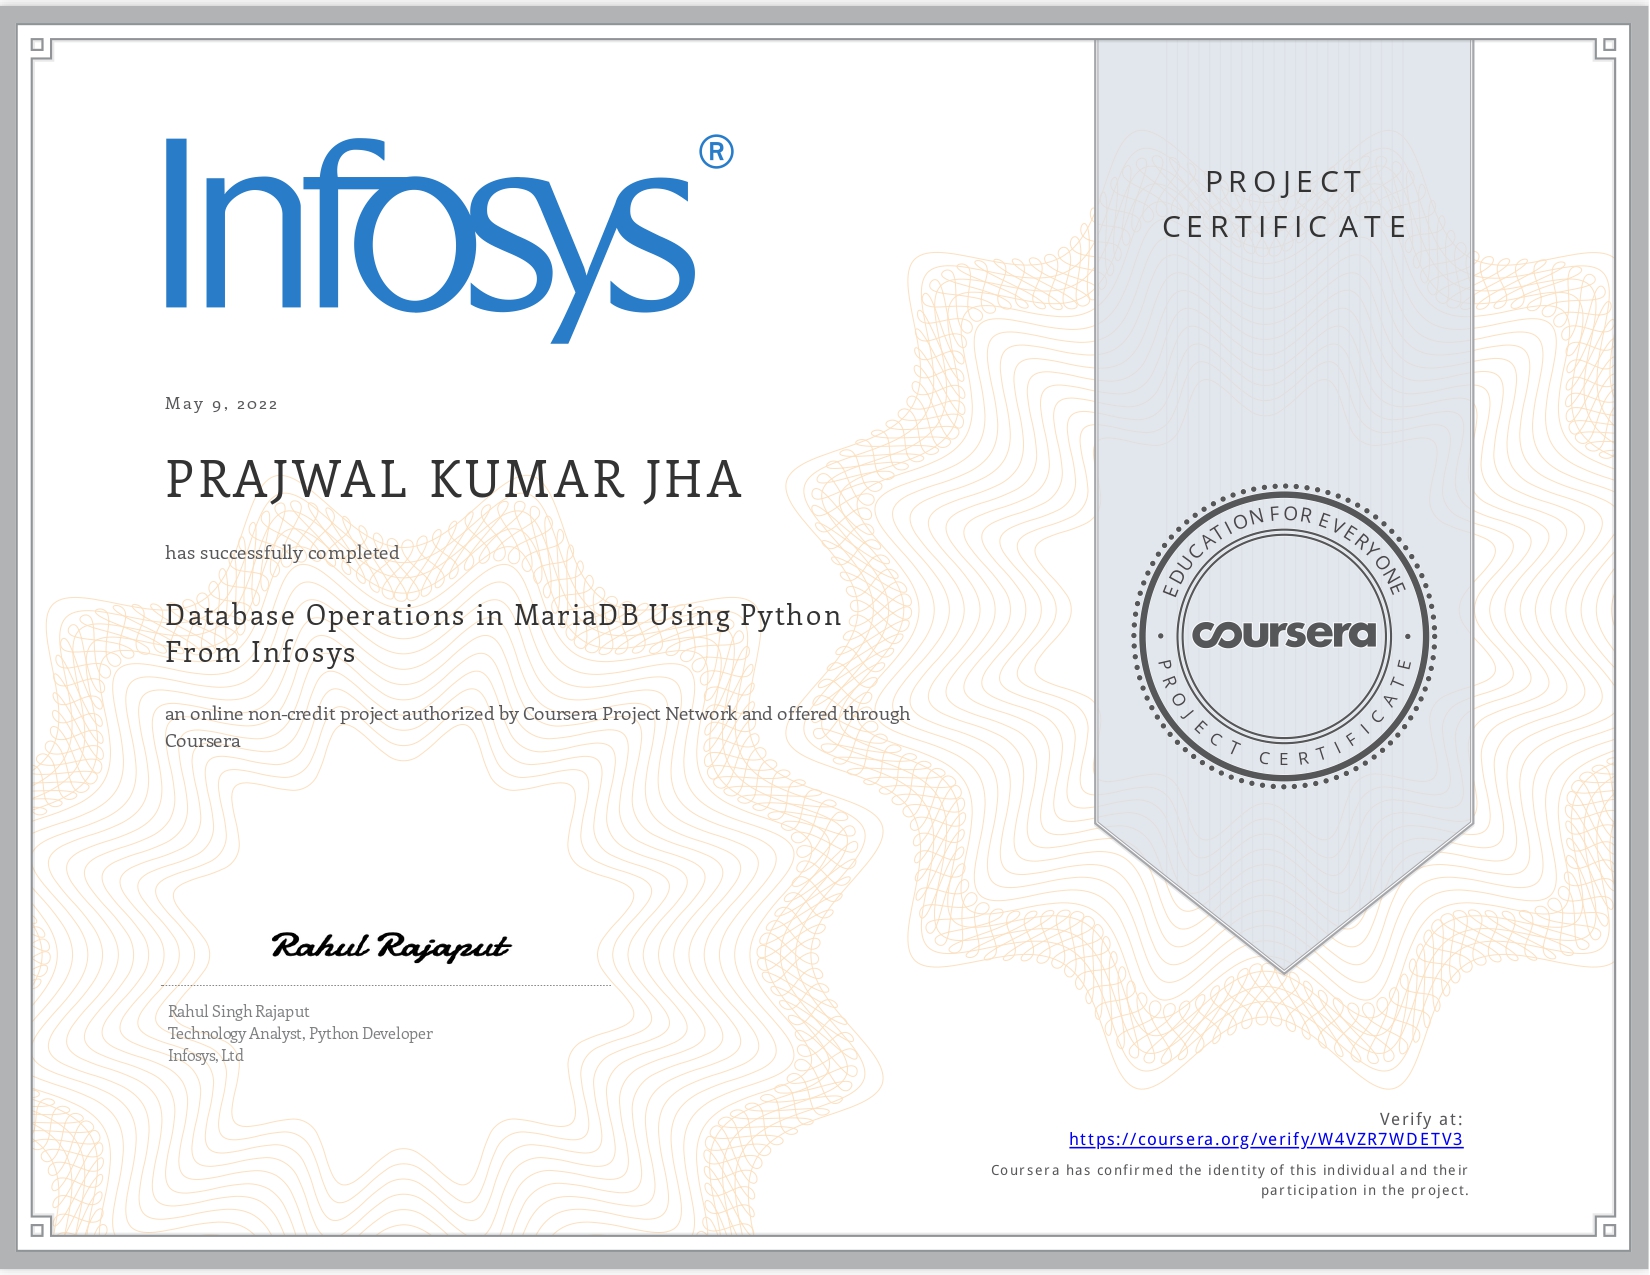 Infosys®
May 9, 2022
PRAJWAL KUMAR JHA
has successfully completed
Database Operations in MariaDB Using Python
From Infosys
an online non-credit project authorized by Coursera Project Network and offered through
Coursera
Rahul Rajaput
Rahul Singh Rajaput
Technology Analyst, Python Developer
Infosys, Ltd
PROJECT
CERTIFICATE
EDUCATION FOR EVERYONE
coursera
PROJECT CERTIFICATE
Verify at:
https://coursera.org/verify/W4VZR7WDETV3
Coursera has confirmed the identity of this individual and their
participation in the project.